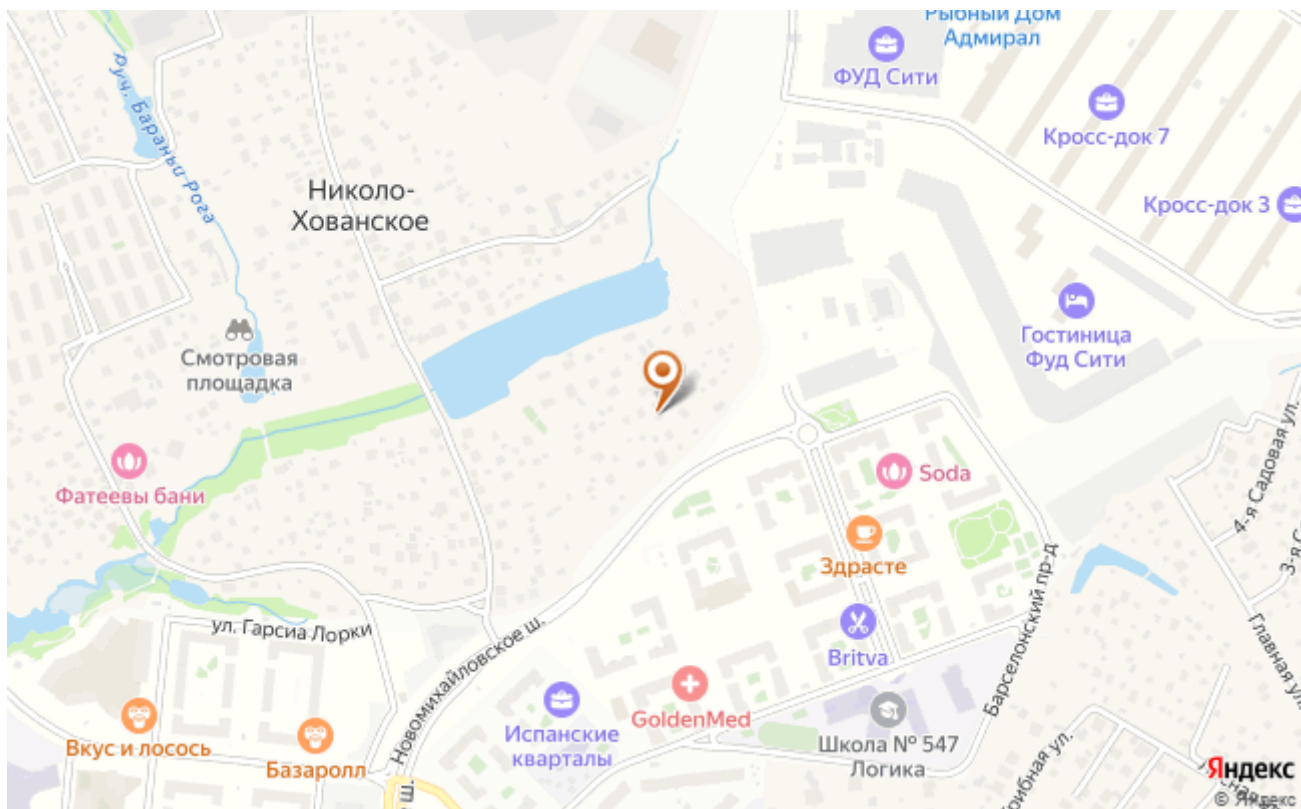 Рыбный Дом
Адмирал
ФУД Сити
Кросс-док 7
Кросс-док 3
руч. Бараньи Рога
Николо-
Хованское
Смотровая
площадка
Гостиница
Фуд Сити
4-я Садовая ул.
Фатеевы бани
Soda
Здрасте
Барселонский пр-д
ул. Гарсиа Лорки
Britva
Главная ул.
Новомихайловское ш.
GoldenMed
Испанские
кварталы
Школа № 547
Логика
Вкус и лосось
Базаролл
Яндекс
© Яндекс